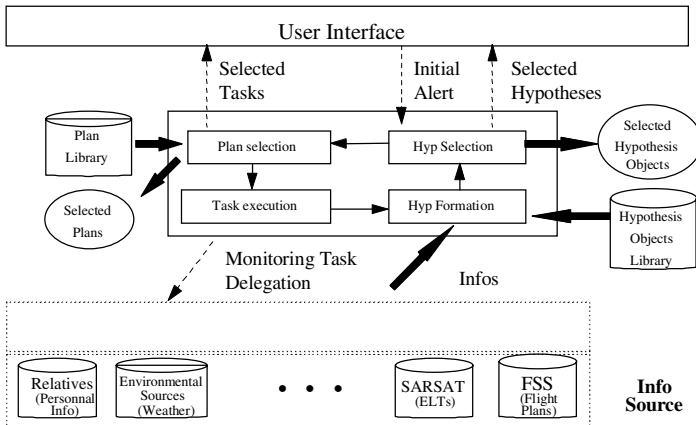 User Interface
Selected
Tasks
Initial
Alert
Selected
Hypotheses
Plan
Library
Plan selection
Hyp Selection
Selected
Hypothesis
Objects
Selected
Plans
Task execution
Hyp Formation
Hypothesis
Objects
Library
Monitoring Task
Delegation
Infos
Relatives
(Personnal
Info)
Environmental
Sources
(Weather)
• • •
SARSAT
(ELTs)
FSS
(Flight
Plans)
Info
Source